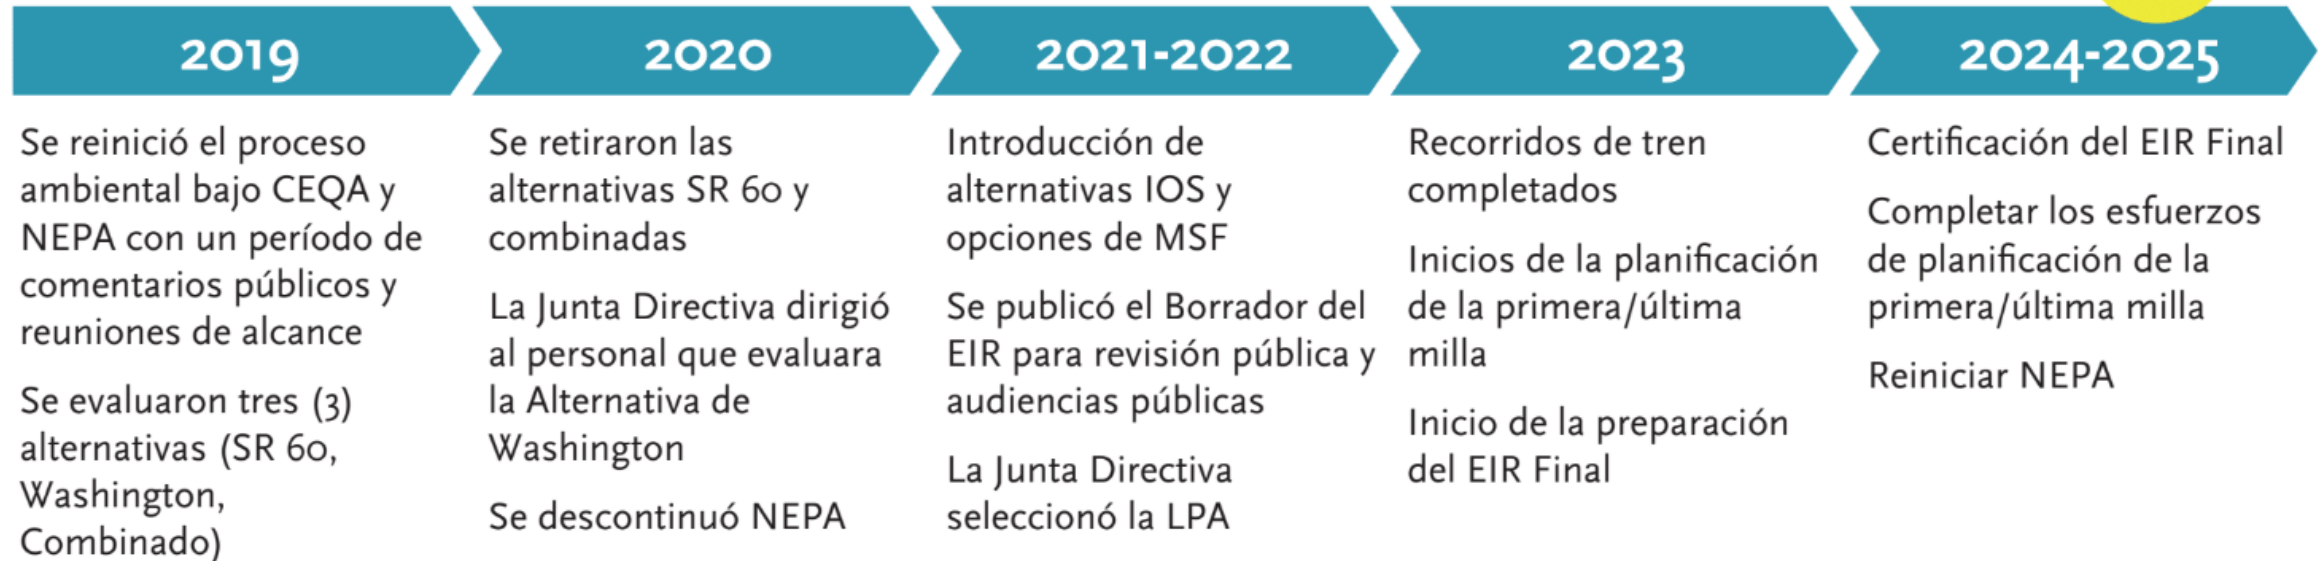 2019
Se reinició el proceso
ambiental bajo CEQA y
NEPA con un período de
comentarios públicos y
reuniones de alcance
Se evaluaron tres (3)
alternativas (SR 60,
Washington,
Combinado)
2020
Se retiraron las
alternativas SR 60 y
combinadas
La Junta Directiva dirigió
al personal que evaluara
la Alternativa de
Washington
Se descontinuó NEPA
2021-2022
Introducción de
alternativas IOS y
opciones de MSF
Se publicó el Borrador del
EIR para revisión pública y
audiencias públicas
La Junta Directiva
seleccionó la LPA
2023
Recorridos de tren
completados
Inicios de la planificación
de la primera/última
milla
Inicio de la preparación
del EIR Final
2024-2025
Certificación del EIR Final
Completar los esfuerzos
de planificación de la
primera/última milla
Reiniciar NEPA